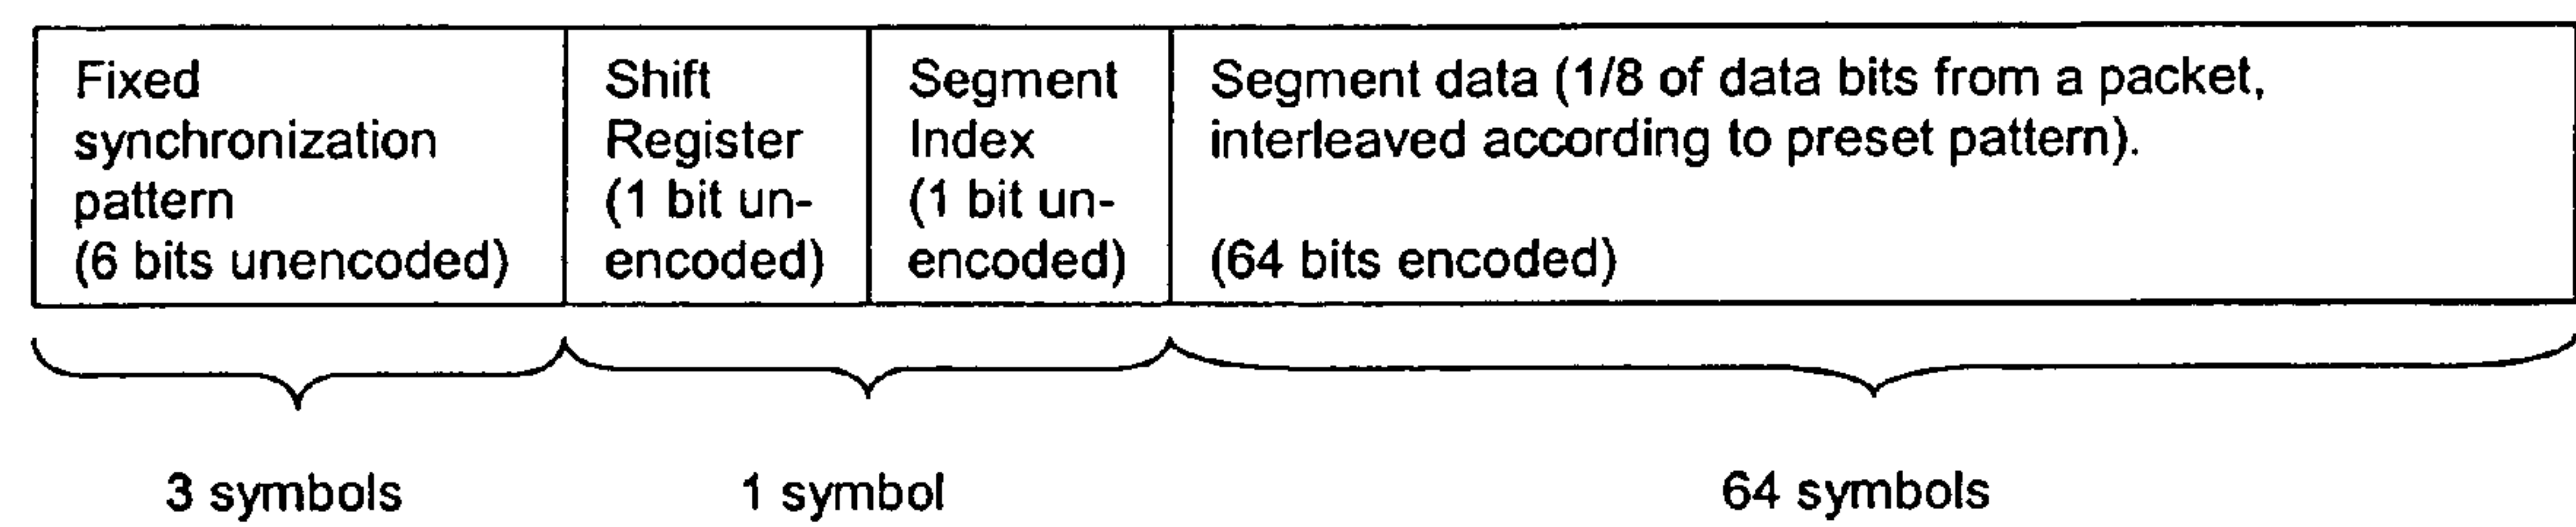 Fixed
synchronization
pattern
(6 bits unencoded)
Shift
Register
(1 bit un-
encoded)
Segment
Index
(1 bit un-
encoded)
Segment data (1/8 of data bits from a packet,
interleaved according to preset pattern).
(64 bits encoded)
3 symbols
1 symbol
64 symbols